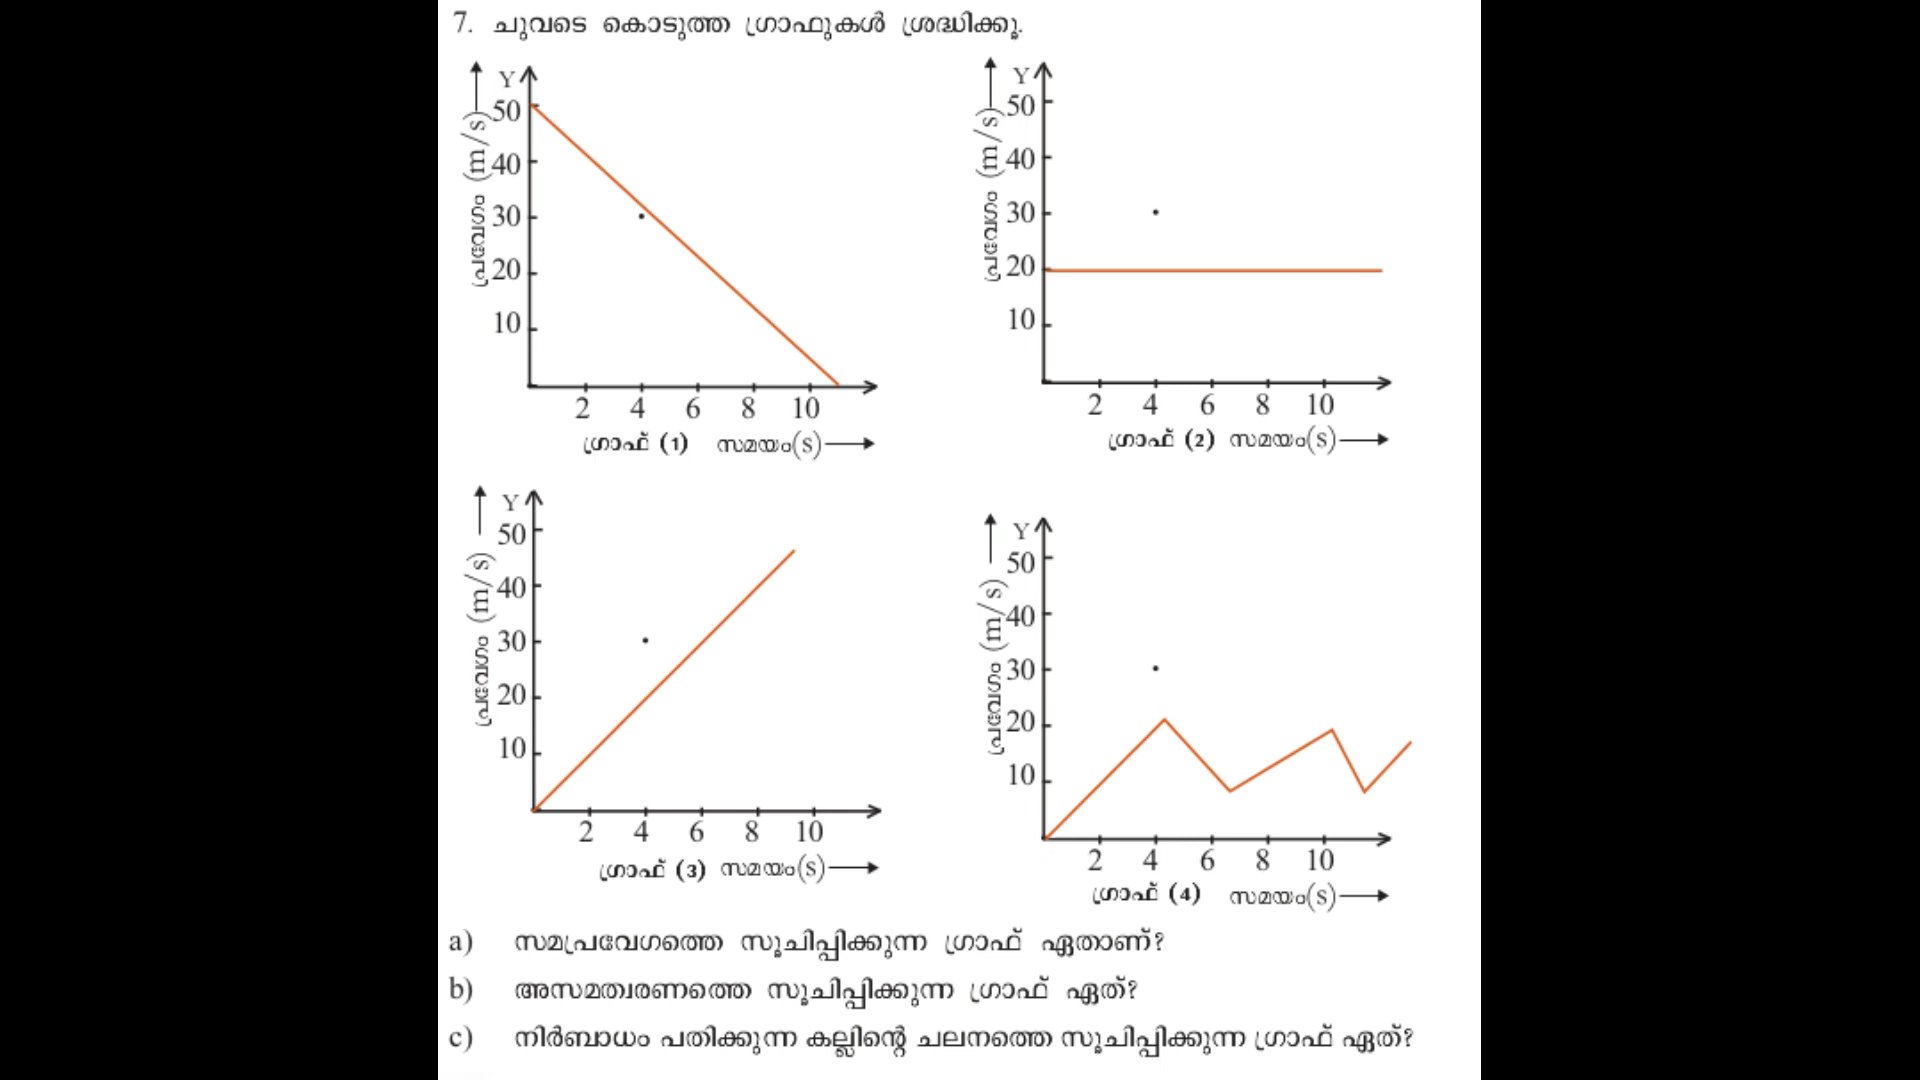 7. ചുവടെ കൊടുത്ത ഗ്രാഫുകൾ ശ്രദ്ധിക്കൂ.
Y
50
40
30
20
10
പ്രവേഗം (m/s)
2 4 6 8 10
ഗ്രാഫ് (1) സമയം(s)
Y
50
40
30
20
10
പ്രവേഗം (m/s)
2 4 6 8 10
ഗ്രാഫ് (2) സമയം(s)
Y
50
40
30
20
10
പ്രവേഗം (m/s)
2 4 6 8 10
ഗ്രാഫ് (3) സമയം(s)
Y
50
40
30
20
10
പ്രവേഗം (m/s)
2 4 6 8 10
ഗ്രാഫ് (4) സമയം(s)
a) സമപ്രവേഗത്തെ സൂചിപ്പിക്കുന്ന ഗ്രാഫ് ഏതാണ്?
b) അസമത്വരണത്തെ സൂചിപ്പിക്കുന്ന ഗ്രാഫ് ഏത്?
c) നിർബാധം പതിക്കുന്ന കല്ലിന്റെ ചലനത്തെ സൂചിപ്പിക്കുന്ന ഗ്രാഫ് ഏത്?